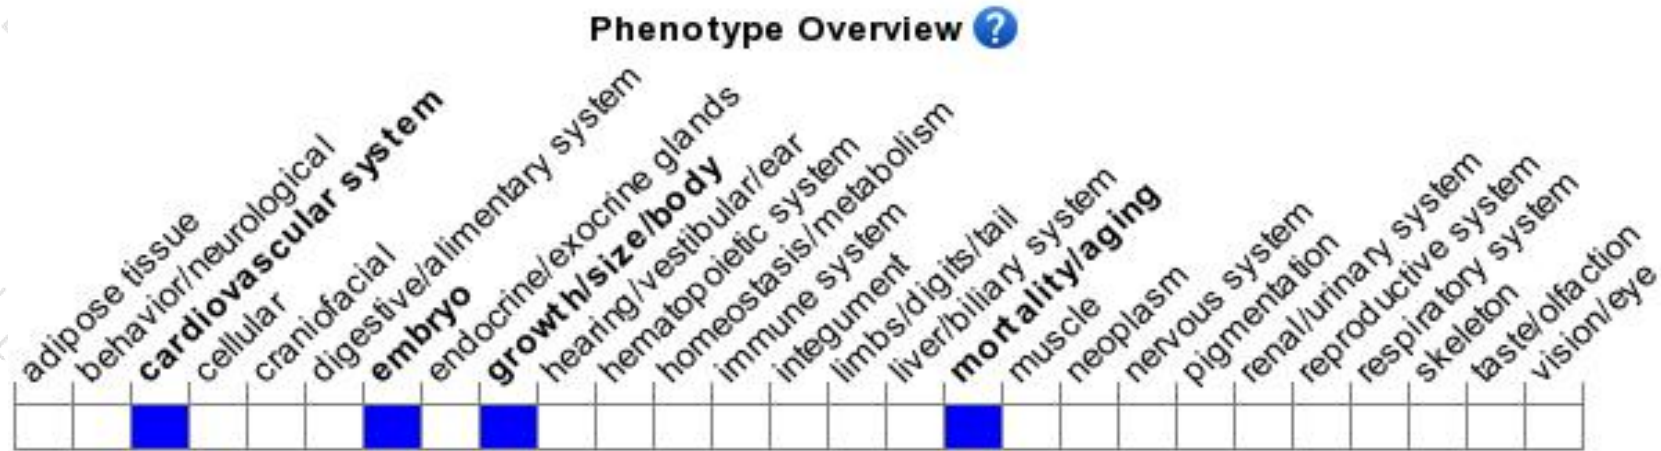 Phenotype Overview ?
adipose tissue
behavior/neurological
cardiovascular system
cellular
craniofacial
digestive/alimentary system
embryo
endocrine/exocrine glands
growth/size/body
hearing/vestibular/ear
hematopoietic system
homeostasis/metabolism
immune system
integument
limbs/digits/tail
liver/biliary system
mortality/aging
muscle
neoplasm
nervous system
pigmentation
renal/urinary system
reproductive system
respiratory system
skeleton
taste/olfaction
vision/eye